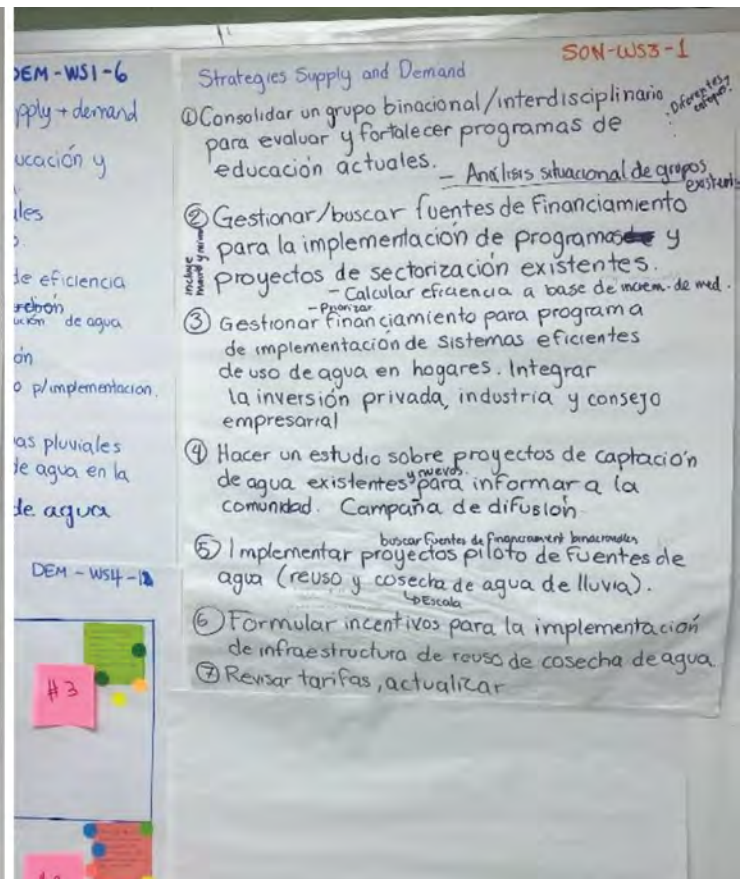 DEM-WS1-6
pply + demand
ucación y
les
de eficiencia
de agua
ón
o p/implementacion.
as pluviales
de agua en la
de agua
DEM - WS4-1
#3
SON-WS3-1
Strategies Supply and Demand
① Consolidar un grupo binacional/interdisciplinario
· Diferentes
enfoques
para evaluar y fortalecer programas de
educación actuales.
- Análisis situacional de grupos
existent
② Gestionar/buscar fuentes de Financiamiento
para la implementación de programas y
incluye
proyectos de sectorización existentes.
- Calcular eficiencia a base de increm. de med.
- Priorizar
③ Gestionar financiamiento para programa
de implementación de sistemas eficientes
de uso de agua en hogares. Integrar
la inversión privada, industria y consejo
empresarial
④ Hacer un estudio sobre proyectos de captación
y nuevos.
de agua existentes para informar a la
comunidad. Campaña de difusión
buscar fuentes de financiament binacionales
⑤ Implementar proyectos piloto de fuentes de
agua (reuso y cosecha de agua de lluvia).
Escala
⑥ Formular incentivos para la implementación
de infraestructura de reuso de cosecha de agua
⑦ Revisar tarifas, actualizar